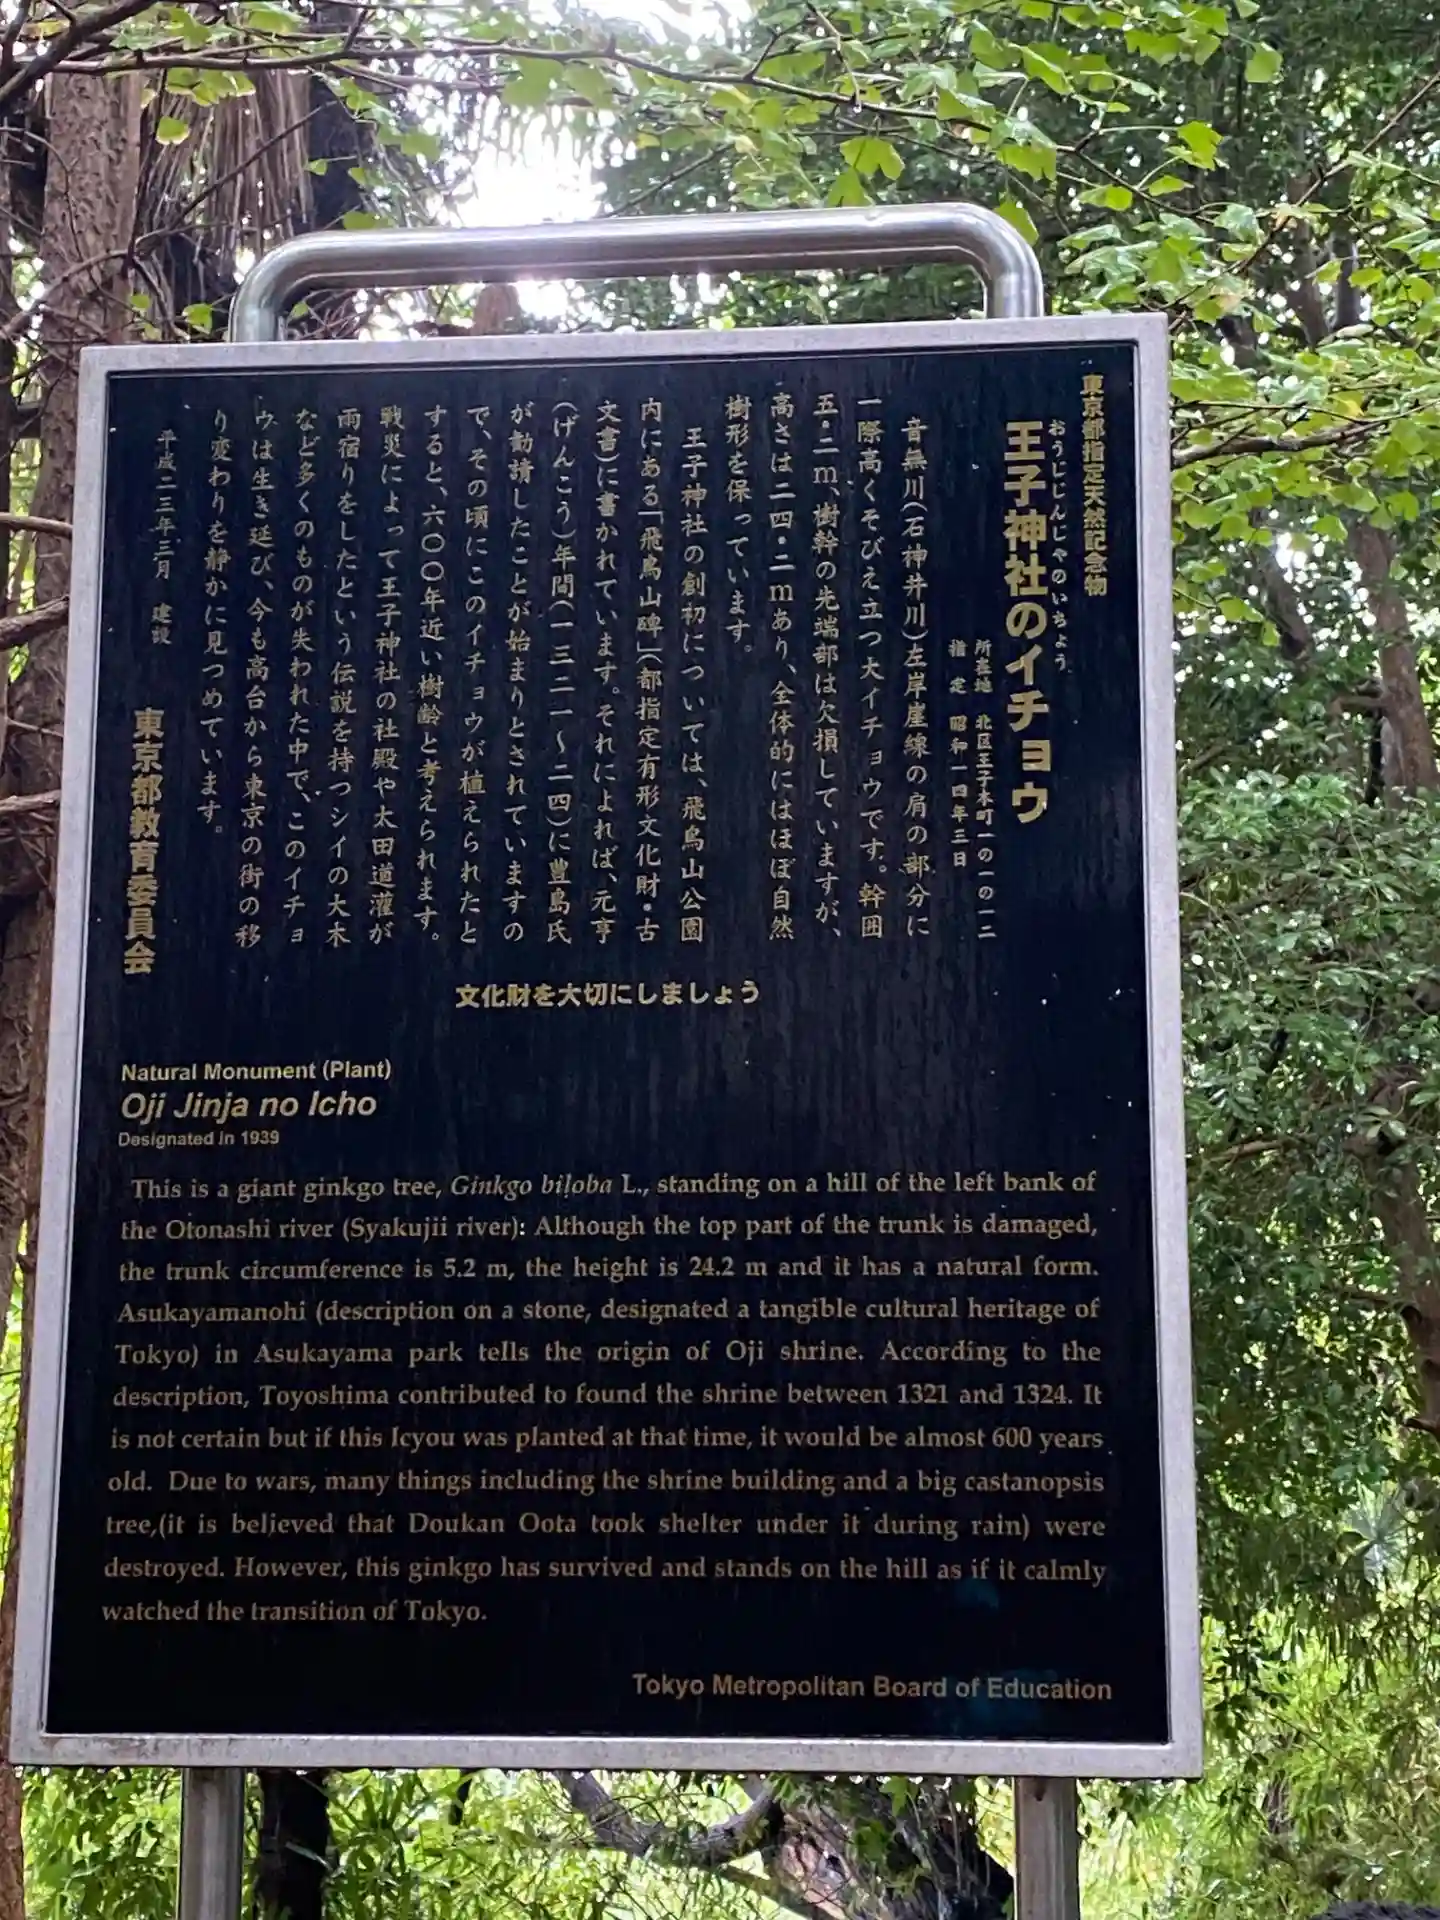 東京都指定天然記念物
おうじじんじゃのいちょう
王子神社のイチョウ
所在地 北区王子本町一の一の一二
指 定 昭和一四年三日
音無川(石神井川)左岸崖線の肩の部分に
一際高くそびえ立つ大イチョウです。幹囲
五・二m、樹幹の先端部は欠損していますが、
高さは二四・二mあり、全体的にはほぼ自然
樹形を保っています。
王子神社の創初については、飛鳥山公園
内にある「飛鳥山碑」(都指定有形文化財・古
文書)に書かれています。それによれば、元亨
(げんこう)年間(一三二一~二四)に豊島氏
が勧請したことが始まりとされていますの
で、その頃にこのイチョウが植えられたと
すると、六〇〇年近い樹齢と考えられます。
戦災によって王子神社の社殿や太田道灌が
雨宿りをしたという伝説を持つシイの大木
など多くのものが失われた中で、このイチョ
ウは生き延び、今も高台から東京の街の移
り変わりを静かに見つめています。
平成二三年三月 建設
東京都教育委員会
文化財を大切にしましょう
Natural Monument (Plant)
Oji Jinja no Icho
Designated in 1939
This is a giant ginkgo tree, Ginkgo biloba L., standing on a hill of the left bank of
the Otonashi river (Syakujii river): Although the top part of the trunk is damaged,
the trunk circumference is 5.2 m, the height is 24.2 m and it has a natural form.
Asukayamanohi (description on a stone, designated a tangible cultural heritage of
Tokyo) in Asukayama park tells the origin of Oji shrine. According to the
description, Toyoshima contributed to found the shrine between 1321 and 1324. It
is not certain but if this Icyou was planted at that time, it would be almost 600 years
old. Due to wars, many things including the shrine building and a big castanopsis
tree,(it is believed that Doukan Oota took shelter under it during rain) were
destroyed. However, this ginkgo has survived and stands on the hill as if it calmly
watched the transition of Tokyo.
Tokyo Metropolitan Board of Education